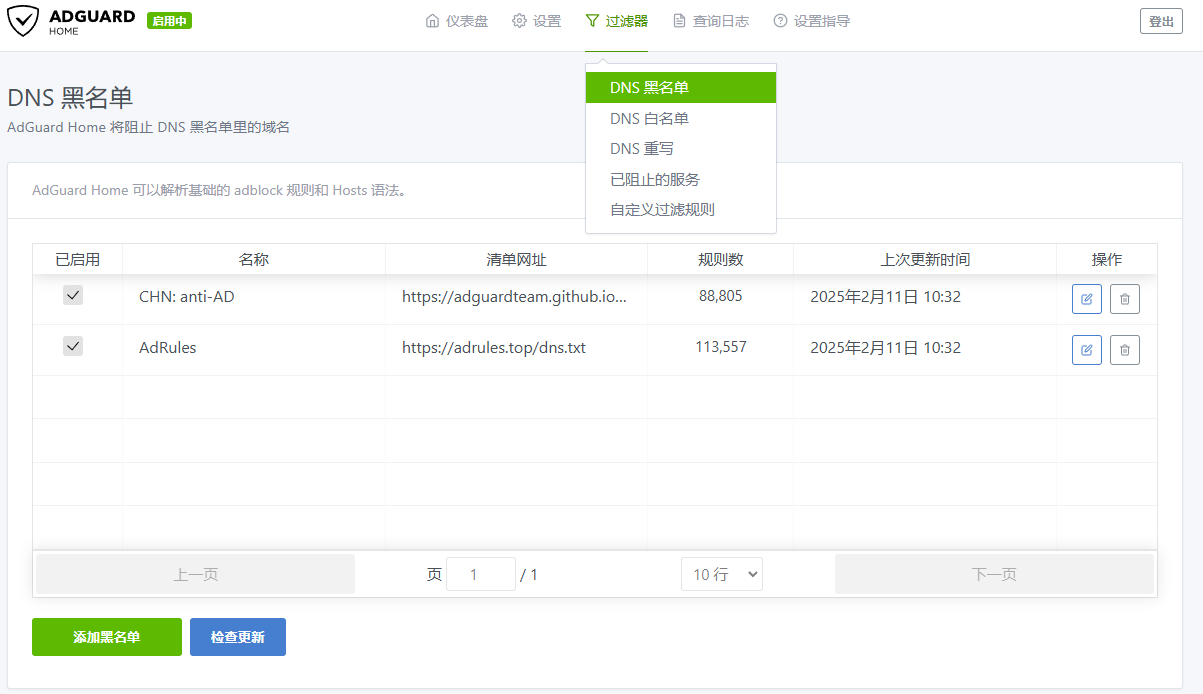 ADGUARD
HOME
启用中
仪表盘 设置 过滤器 查询日志 设置指导
登出
DNS 黑名单
DNS 白名单
DNS 重写
已阻止的服务
自定义过滤规则
DNS 黑名单
AdGuard Home 将阻止 DNS 黑名单里的域名
AdGuard Home 可以解析基础的 adblock 规则和 Hosts 语法。
已启用 名称 清单网址 规则数 上次更新时间 操作
CHN: anti-AD https://adguardteam.github.io... 88,805 2025年2月11日 10:32
AdRules https://adrules.top/dns.txt 113,557 2025年2月11日 10:32
上一页 页 1 / 1 10 行 下一页
添加黑名单 检查更新